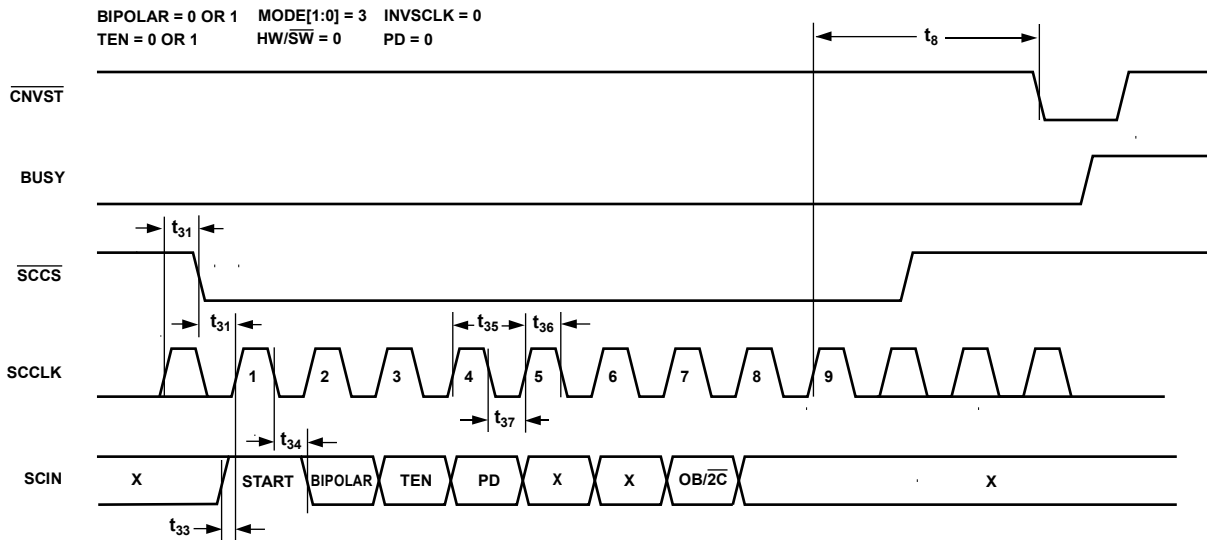 BIPOLAR = 0 OR 1 MODE[1:0] = 3 INVSCLK = 0
TEN = 0 OR 1 HW/SW = 0 PD = 0
t8
CNVST
BUSY
t31
SCCS
t31
t35
t36
SCCLK
1 2 3 4 5 6 7 8 9
t37
t34
SCIN
X START BIPOLAR TEN PD X X OB/2C X
t33